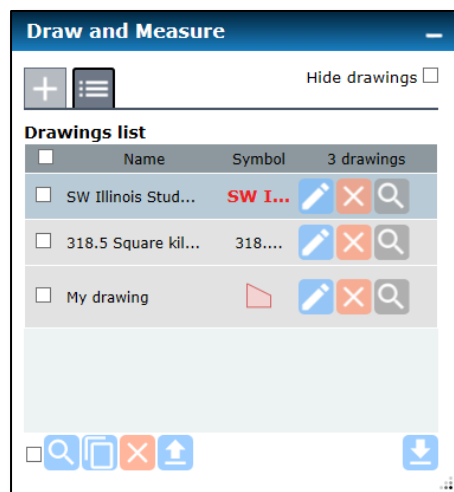 Draw and Measure
Hide drawings
Drawings list
Name Symbol 3 drawings
SW Illinois Stud... SW I...
318.5 Square kil... 318....
My drawing